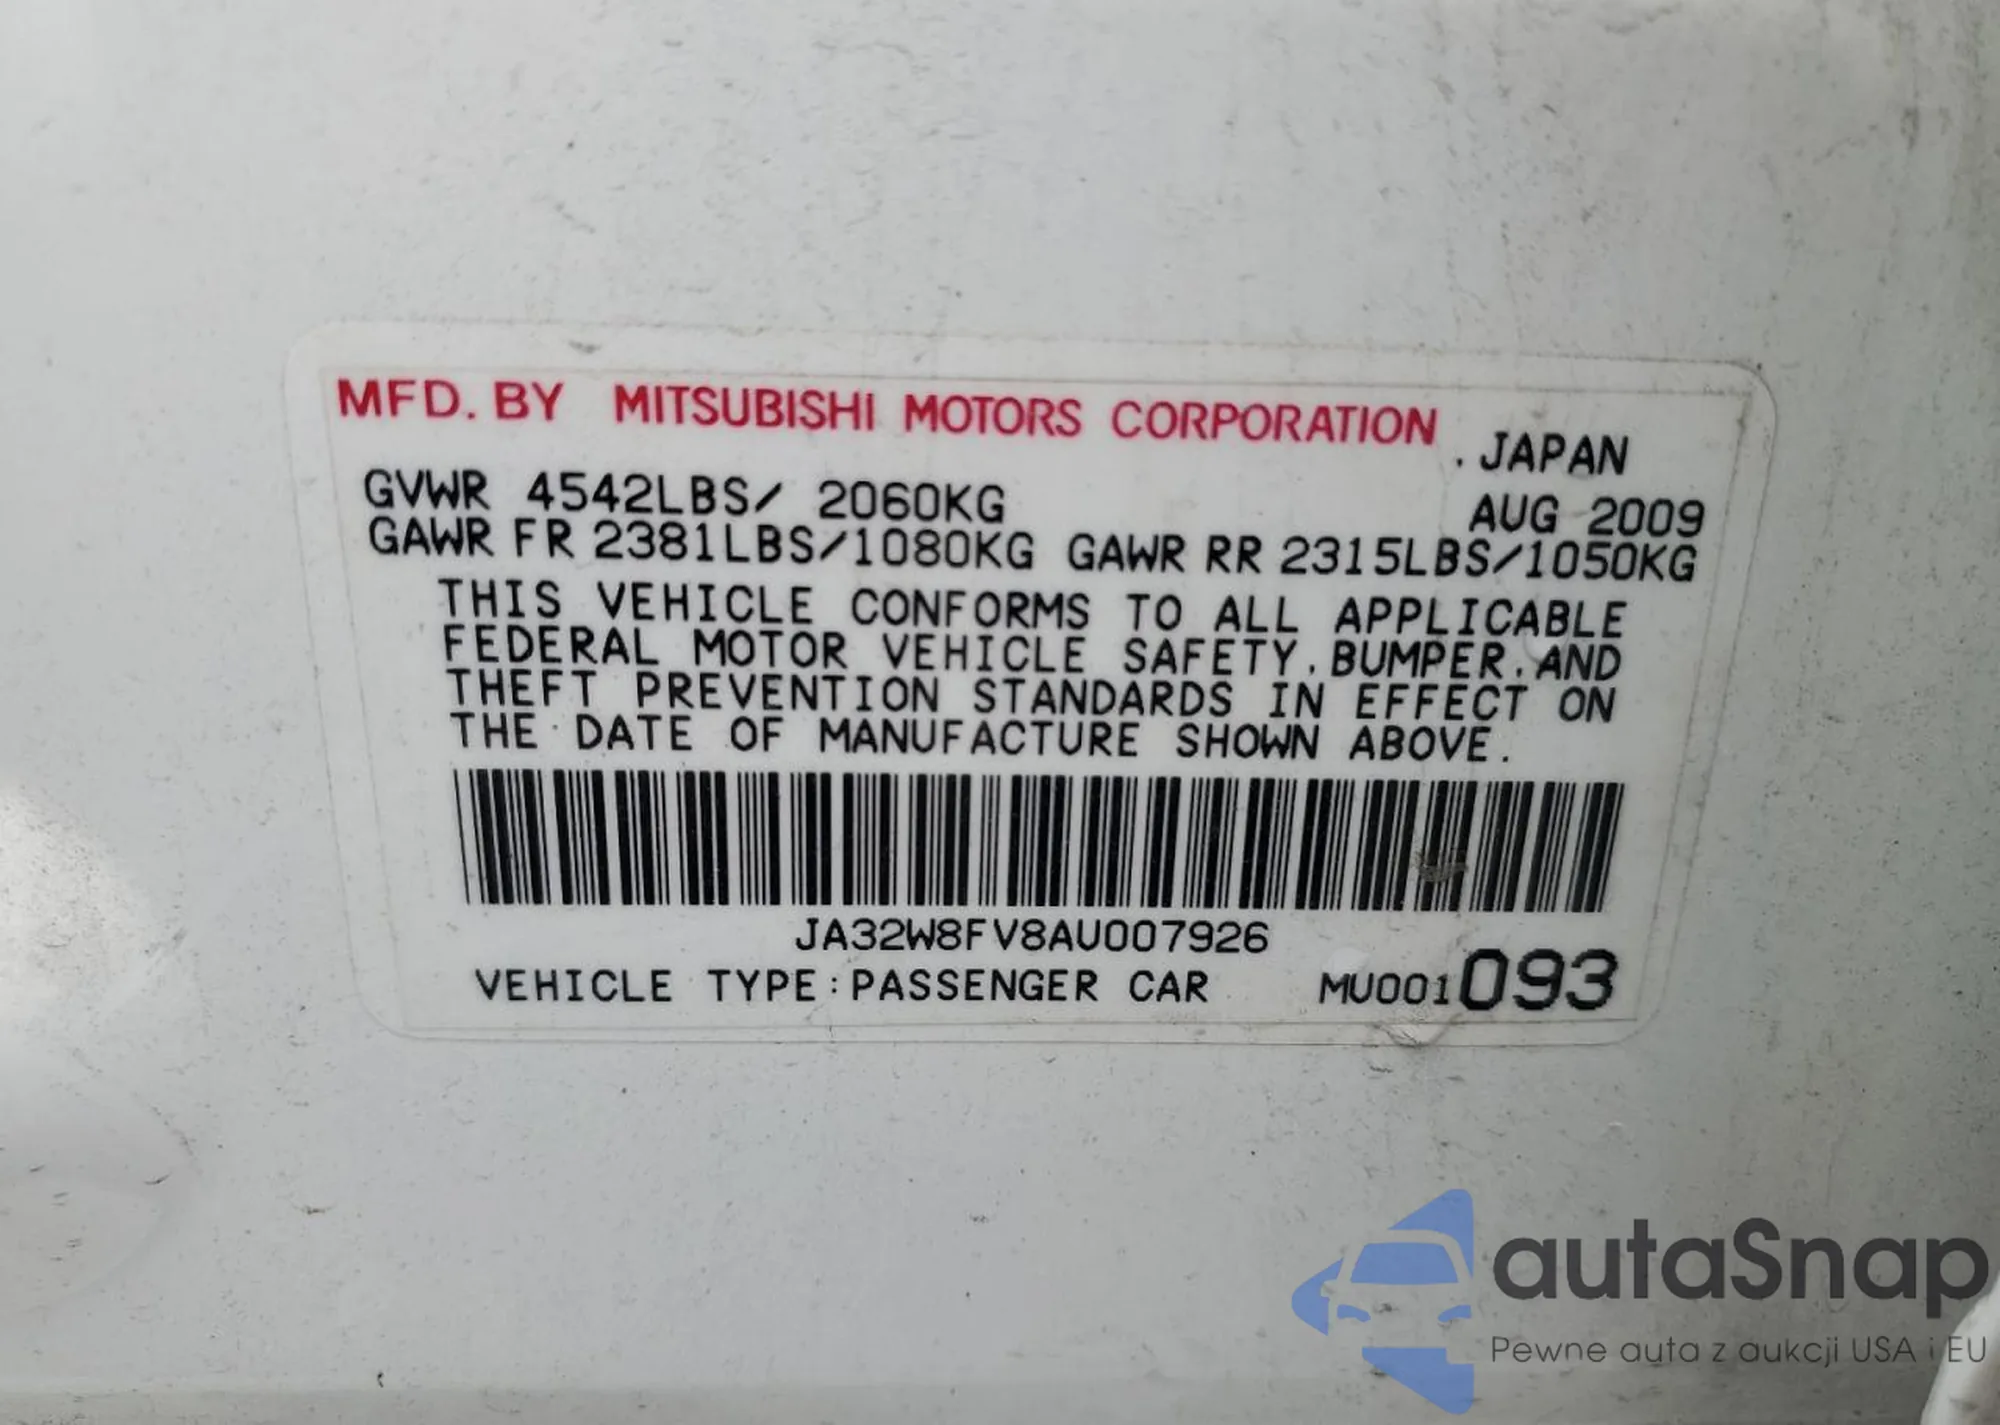 MFD. BY MITSUBISHI MOTORS CORPORATION
. JAPAN
GVWR 4542LBS/ 2060KG AUG 2009
GAWR FR 2381LBS/1080KG GAWR RR 2315LBS/1050KG
THIS VEHICLE CONFORMS TO ALL APPLICABLE
FEDERAL MOTOR VEHICLE SAFETY, BUMPER, AND
THEFT PREVENTION STANDARDS IN EFFECT ON
THE DATE OF MANUFACTURE SHOWN ABOVE.
JA32W8FV8AU007926
VEHICLE TYPE:PASSENGER CAR MU001 093
autaSnap
Pewne auta z aukcji USA i EU